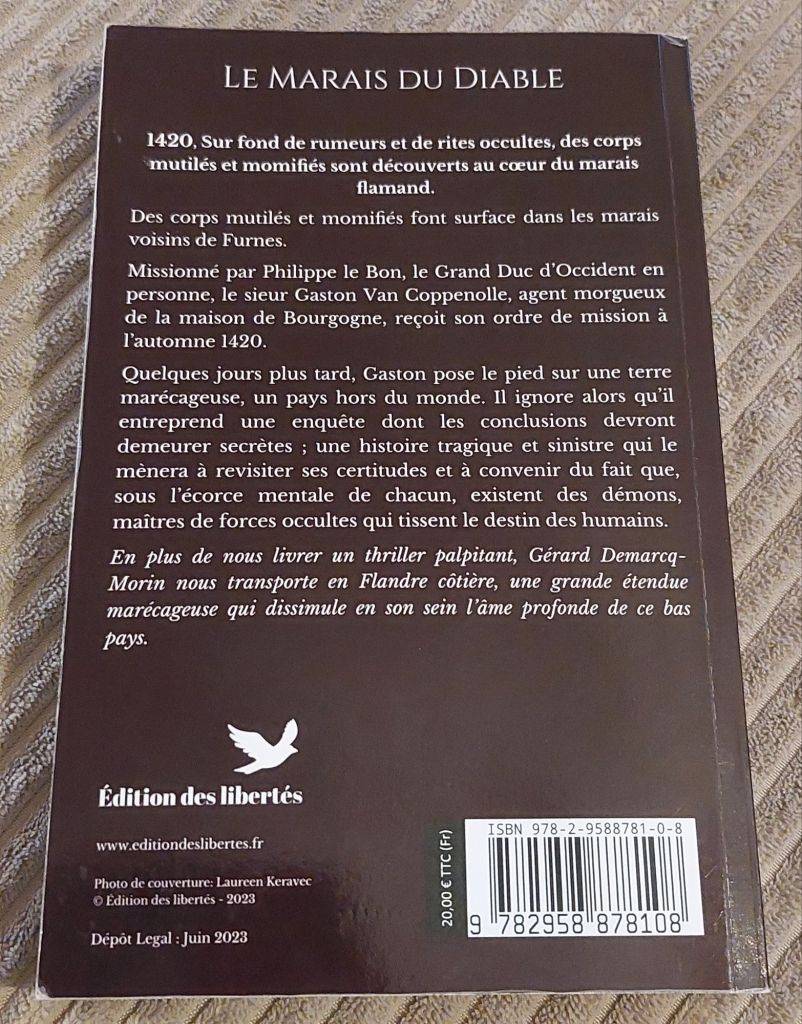 Le Marais du Diable
1420, Sur fond de rumeurs et de rites occultes, des corps
mutilés et momifiés sont découverts au cœur du marais
flamand.
Des corps mutilés et momifiés font surface dans les marais
voisins de Furnes.
Missionné par Philippe le Bon, le Grand Duc d'Occident en
personne, le sieur Gaston Van Coppenolle, agent morgueux
de la maison de Bourgogne, reçoit son ordre de mission à
l'automne 1420.
Quelques jours plus tard, Gaston pose le pied sur une terre
marécageuse, un pays hors du monde. Il ignore alors qu'il
entreprend une enquête dont les conclusions devront
demeurer secrètes ; une histoire tragique et sinistre qui le
mènera à revisiter ses certitudes et à convenir du fait que,
sous l'écorce mentale de chacun, existent des démons,
maîtres de forces occultes qui tissent le destin des humains.
En plus de nous livrer un thriller palpitant, Gérard Demarcq-
Morin nous transporte en Flandre côtière, une grande étendue
marécageuse qui dissimule en son sein l'âme profonde de ce bas
pays.
Édition des libertés
www.editiondeslibertes.fr
Photo de couverture: Laureen Keravec
© Édition des libertés - 2023
Dépôt Legal : Juin 2023
20,00 € TTC (Fr)
ISBN 978-2-9588781-0-8
9 782958 878108